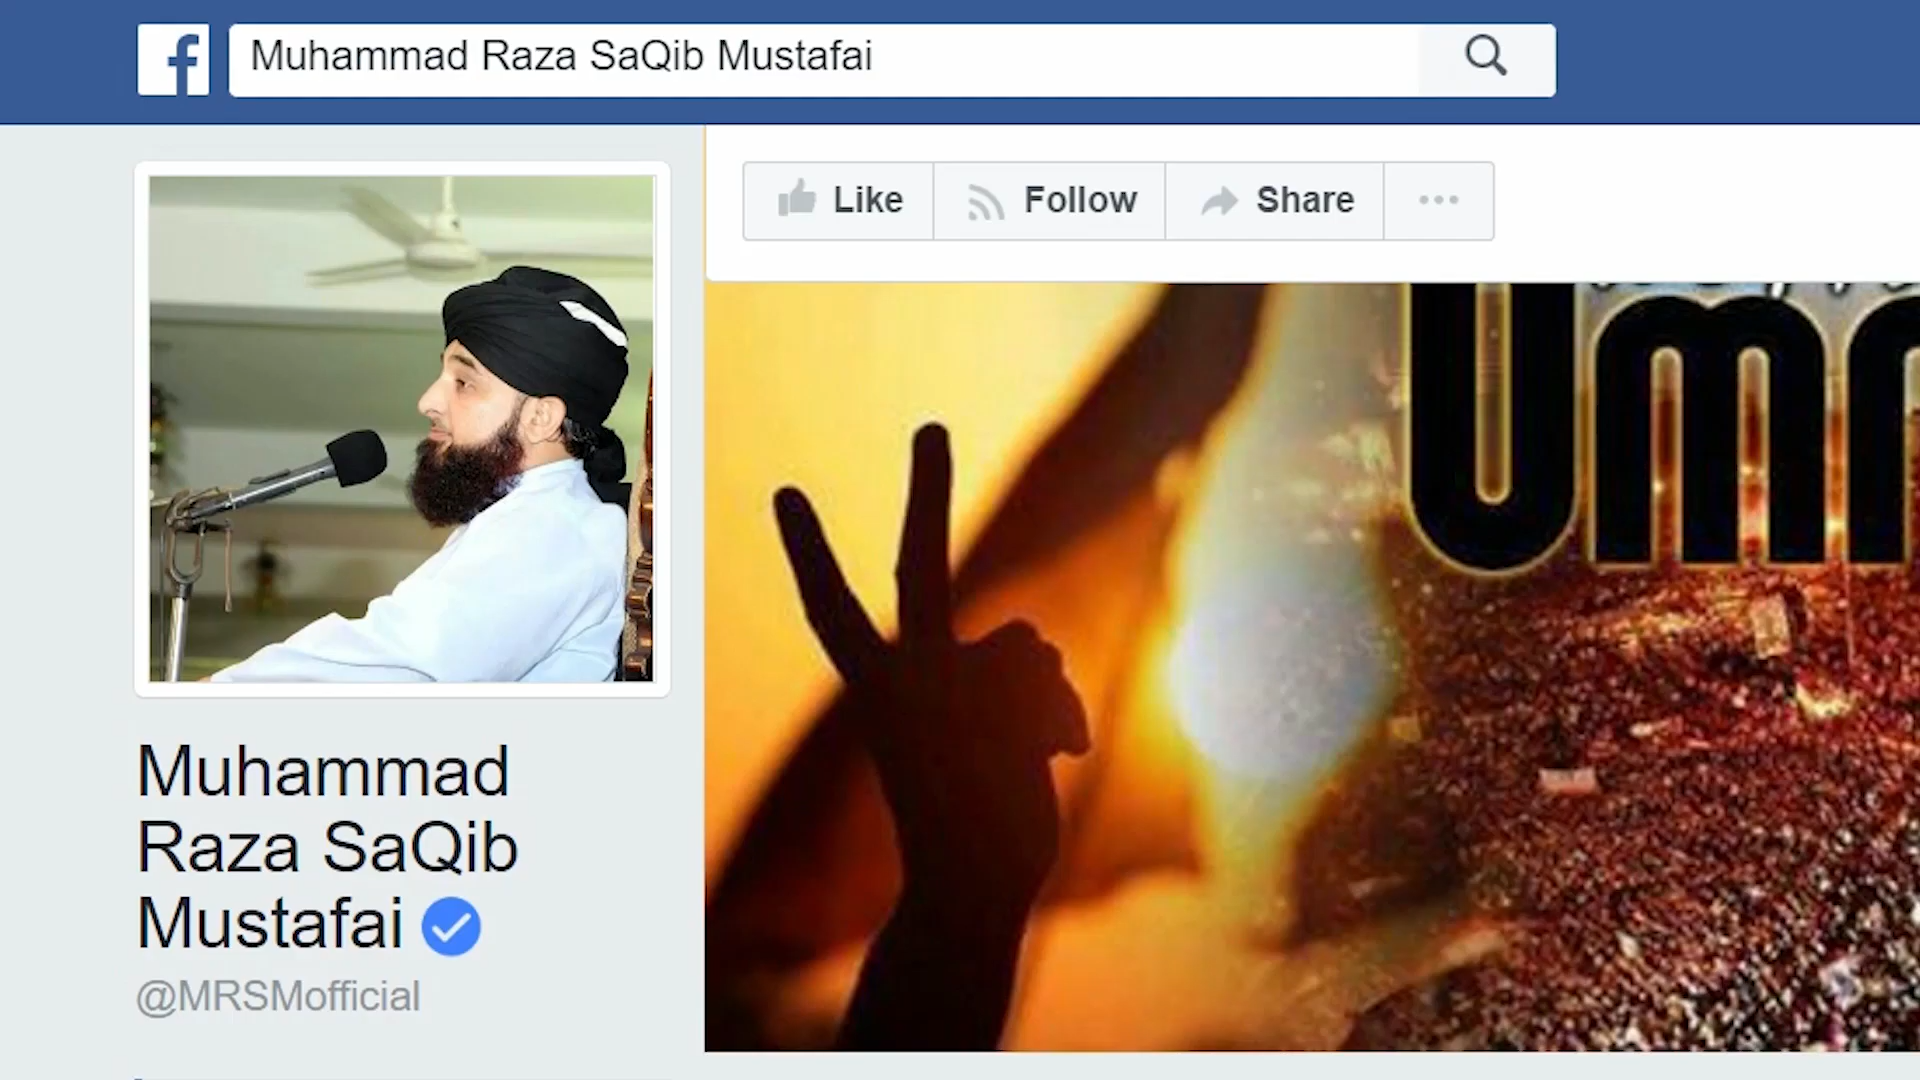 Muhammad Raza SaQib Mustafai
Like
Follow
Share
Muhammad
Raza SaQib
Mustafai
@MRSMofficial